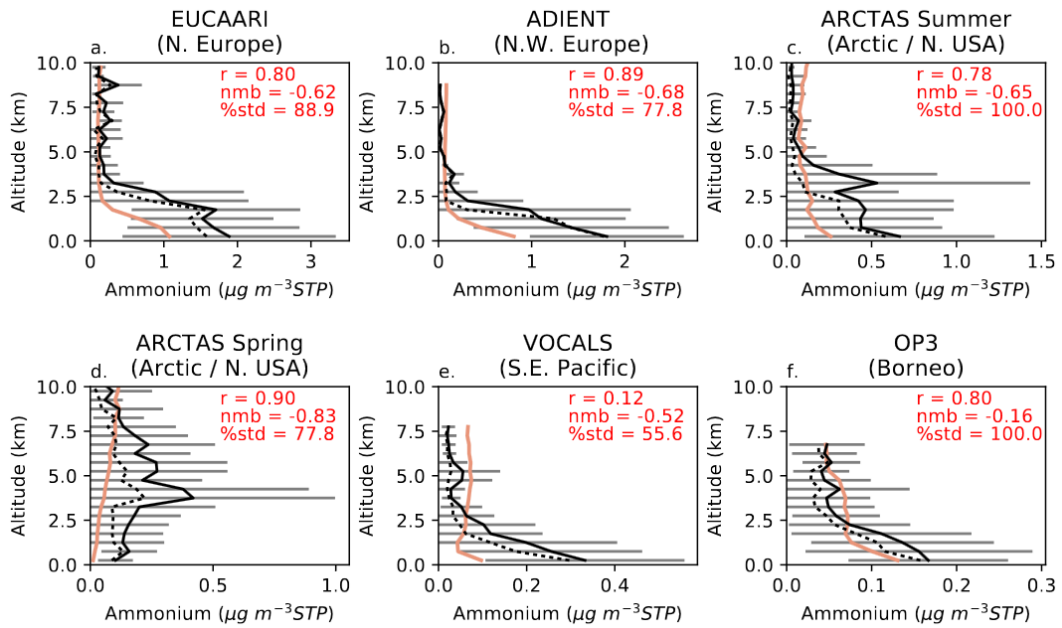 EUCAARI
(N. Europe)
a.
r = 0.80
nmb = -0.62
%std = 88.9
10.0
7.5
5.0
2.5
0.0
Altitude (km)
0 1 2 3
Ammonium (μg m⁻³STP)
ADIENT
(N.W. Europe)
b.
r = 0.89
nmb = -0.68
%std = 77.8
10.0
7.5
5.0
2.5
0.0
Altitude (km)
0 1 2
Ammonium (μg m⁻³STP)
ARCTAS Summer
(Arctic / N. USA)
c.
r = 0.78
nmb = -0.65
%std = 100.0
10.0
7.5
5.0
2.5
0.0
Altitude (km)
0.0 0.5 1.0 1.5
Ammonium (μg m⁻³STP)
ARCTAS Spring
(Arctic / N. USA)
d.
r = 0.90
nmb = -0.83
%std = 77.8
10.0
7.5
5.0
2.5
0.0
Altitude (km)
0.0 0.5 1.0
Ammonium (μg m⁻³STP)
VOCALS
(S.E. Pacific)
e.
r = 0.12
nmb = -0.52
%std = 55.6
10.0
7.5
5.0
2.5
0.0
Altitude (km)
0.0 0.2 0.4
Ammonium (μg m⁻³STP)
OP3
(Borneo)
f.
r = 0.80
nmb = -0.16
%std = 100.0
10.0
7.5
5.0
2.5
0.0
Altitude (km)
0.0 0.1 0.2 0.3
Ammonium (μg m⁻³STP)